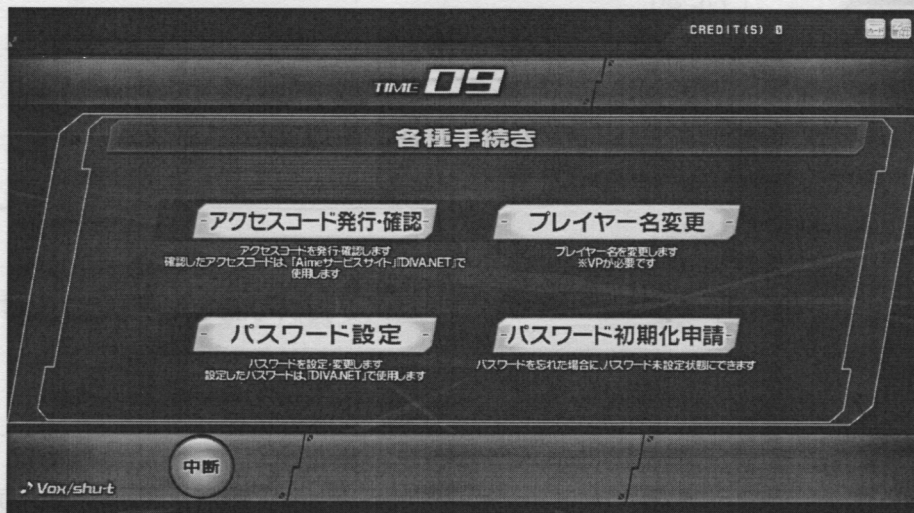 CREDIT(S) 0
カード
TIME 09
各種手続き
アクセスコード発行・確認
アクセスコードを発行・確認します
確認したアクセスコードは、「Aimeサービスサイト」「DIVA.NET」で
使用します
プレイヤー名変更
プレイヤー名を変更します
※VPが必要です
パスワード設定
パスワードを設定・変更します
設定したパスワードは、「DIVA.NET」で使用します
パスワード初期化申請
パスワードを忘れた場合に、パスワード未設定状態にできます
中断
♪ Vox/shu-t